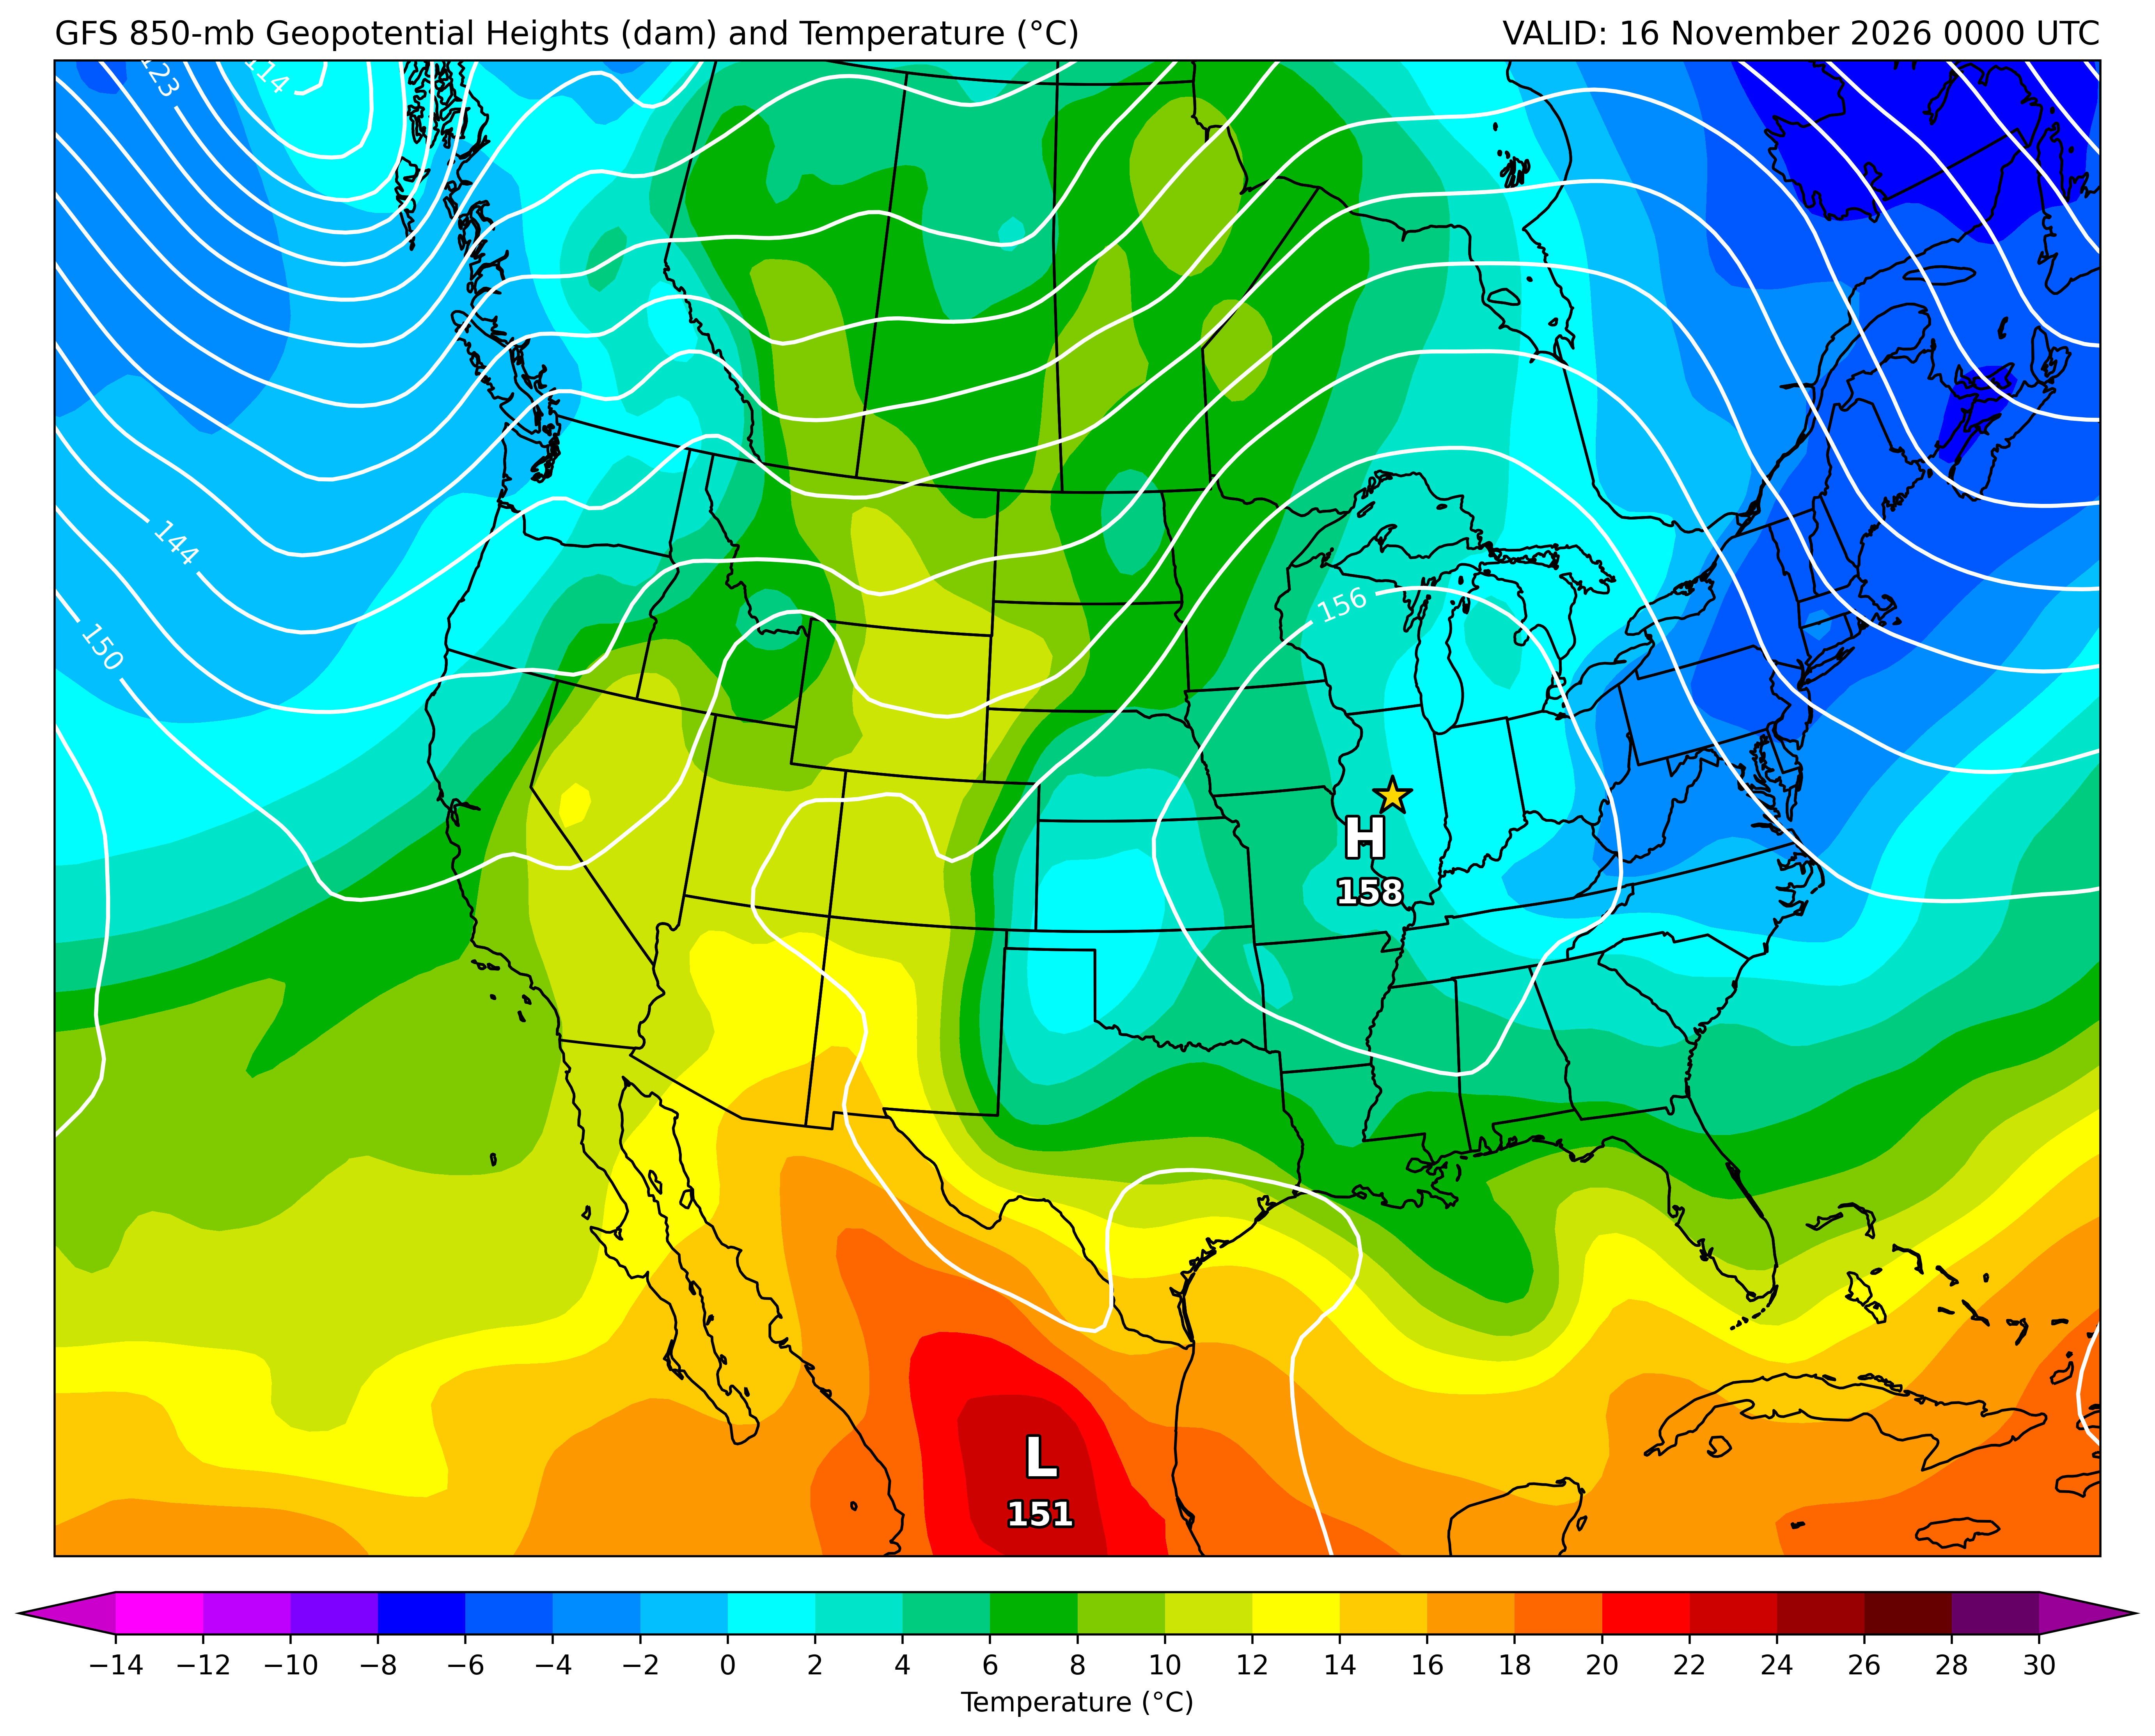 GFS 850-mb Geopotential Heights (dam) and Temperature (°C)
VALID: 16 November 2026 0000 UTC
123
114
144
150
156
H
158
L
151
−14 −12 −10 −8 −6 −4 −2 0 2 4 6 8 10 12 14 16 18 20 22 24 26 28 30
Temperature (°C)